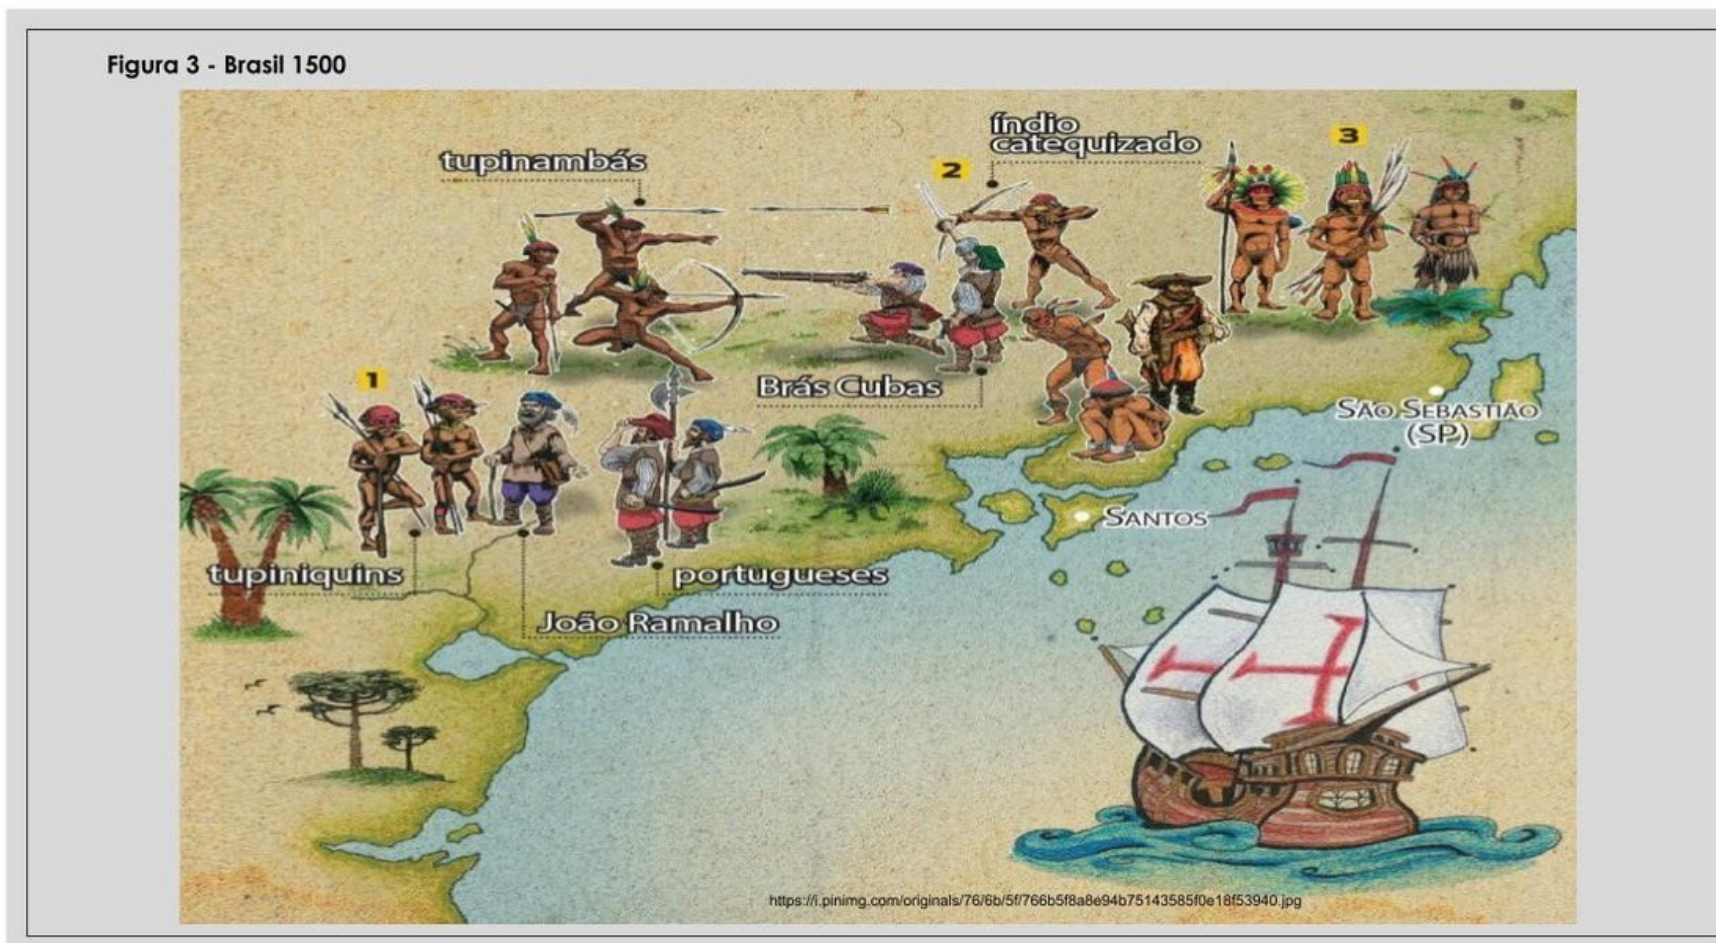 Figura 3 - Brasil 1500
índio
catequizado
3
tupinambás
2
1
Brás Cubas
SÃO SEBASTIÃO
(SP)
SANTOS
tupiniquins
portugueses
João Ramalho
https://i.pinimg.com/originals/76/6b/5f/766b5f8a8e94b75143585f0e18f53940.jpg